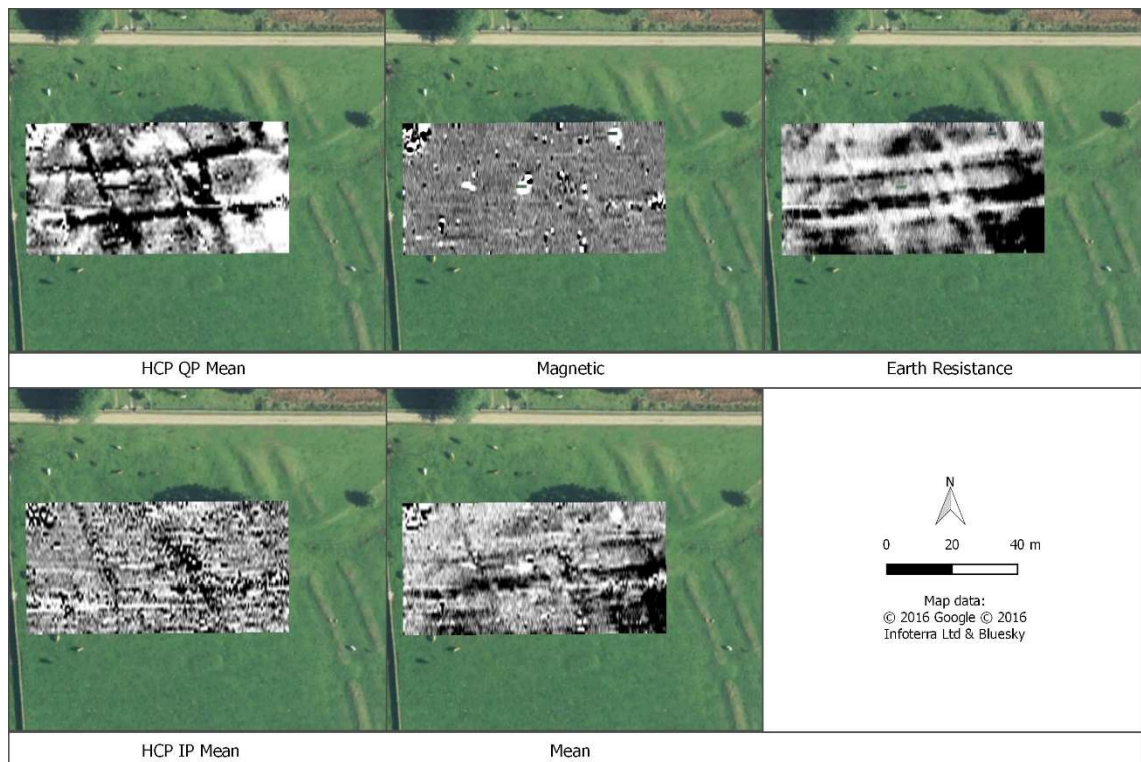 HCP QP Mean
Magnetic
Earth Resistance
HCP IP Mean
Mean
N
0 20 40 m
Map data:
© 2016 Google © 2016
Infoterra Ltd & Bluesky